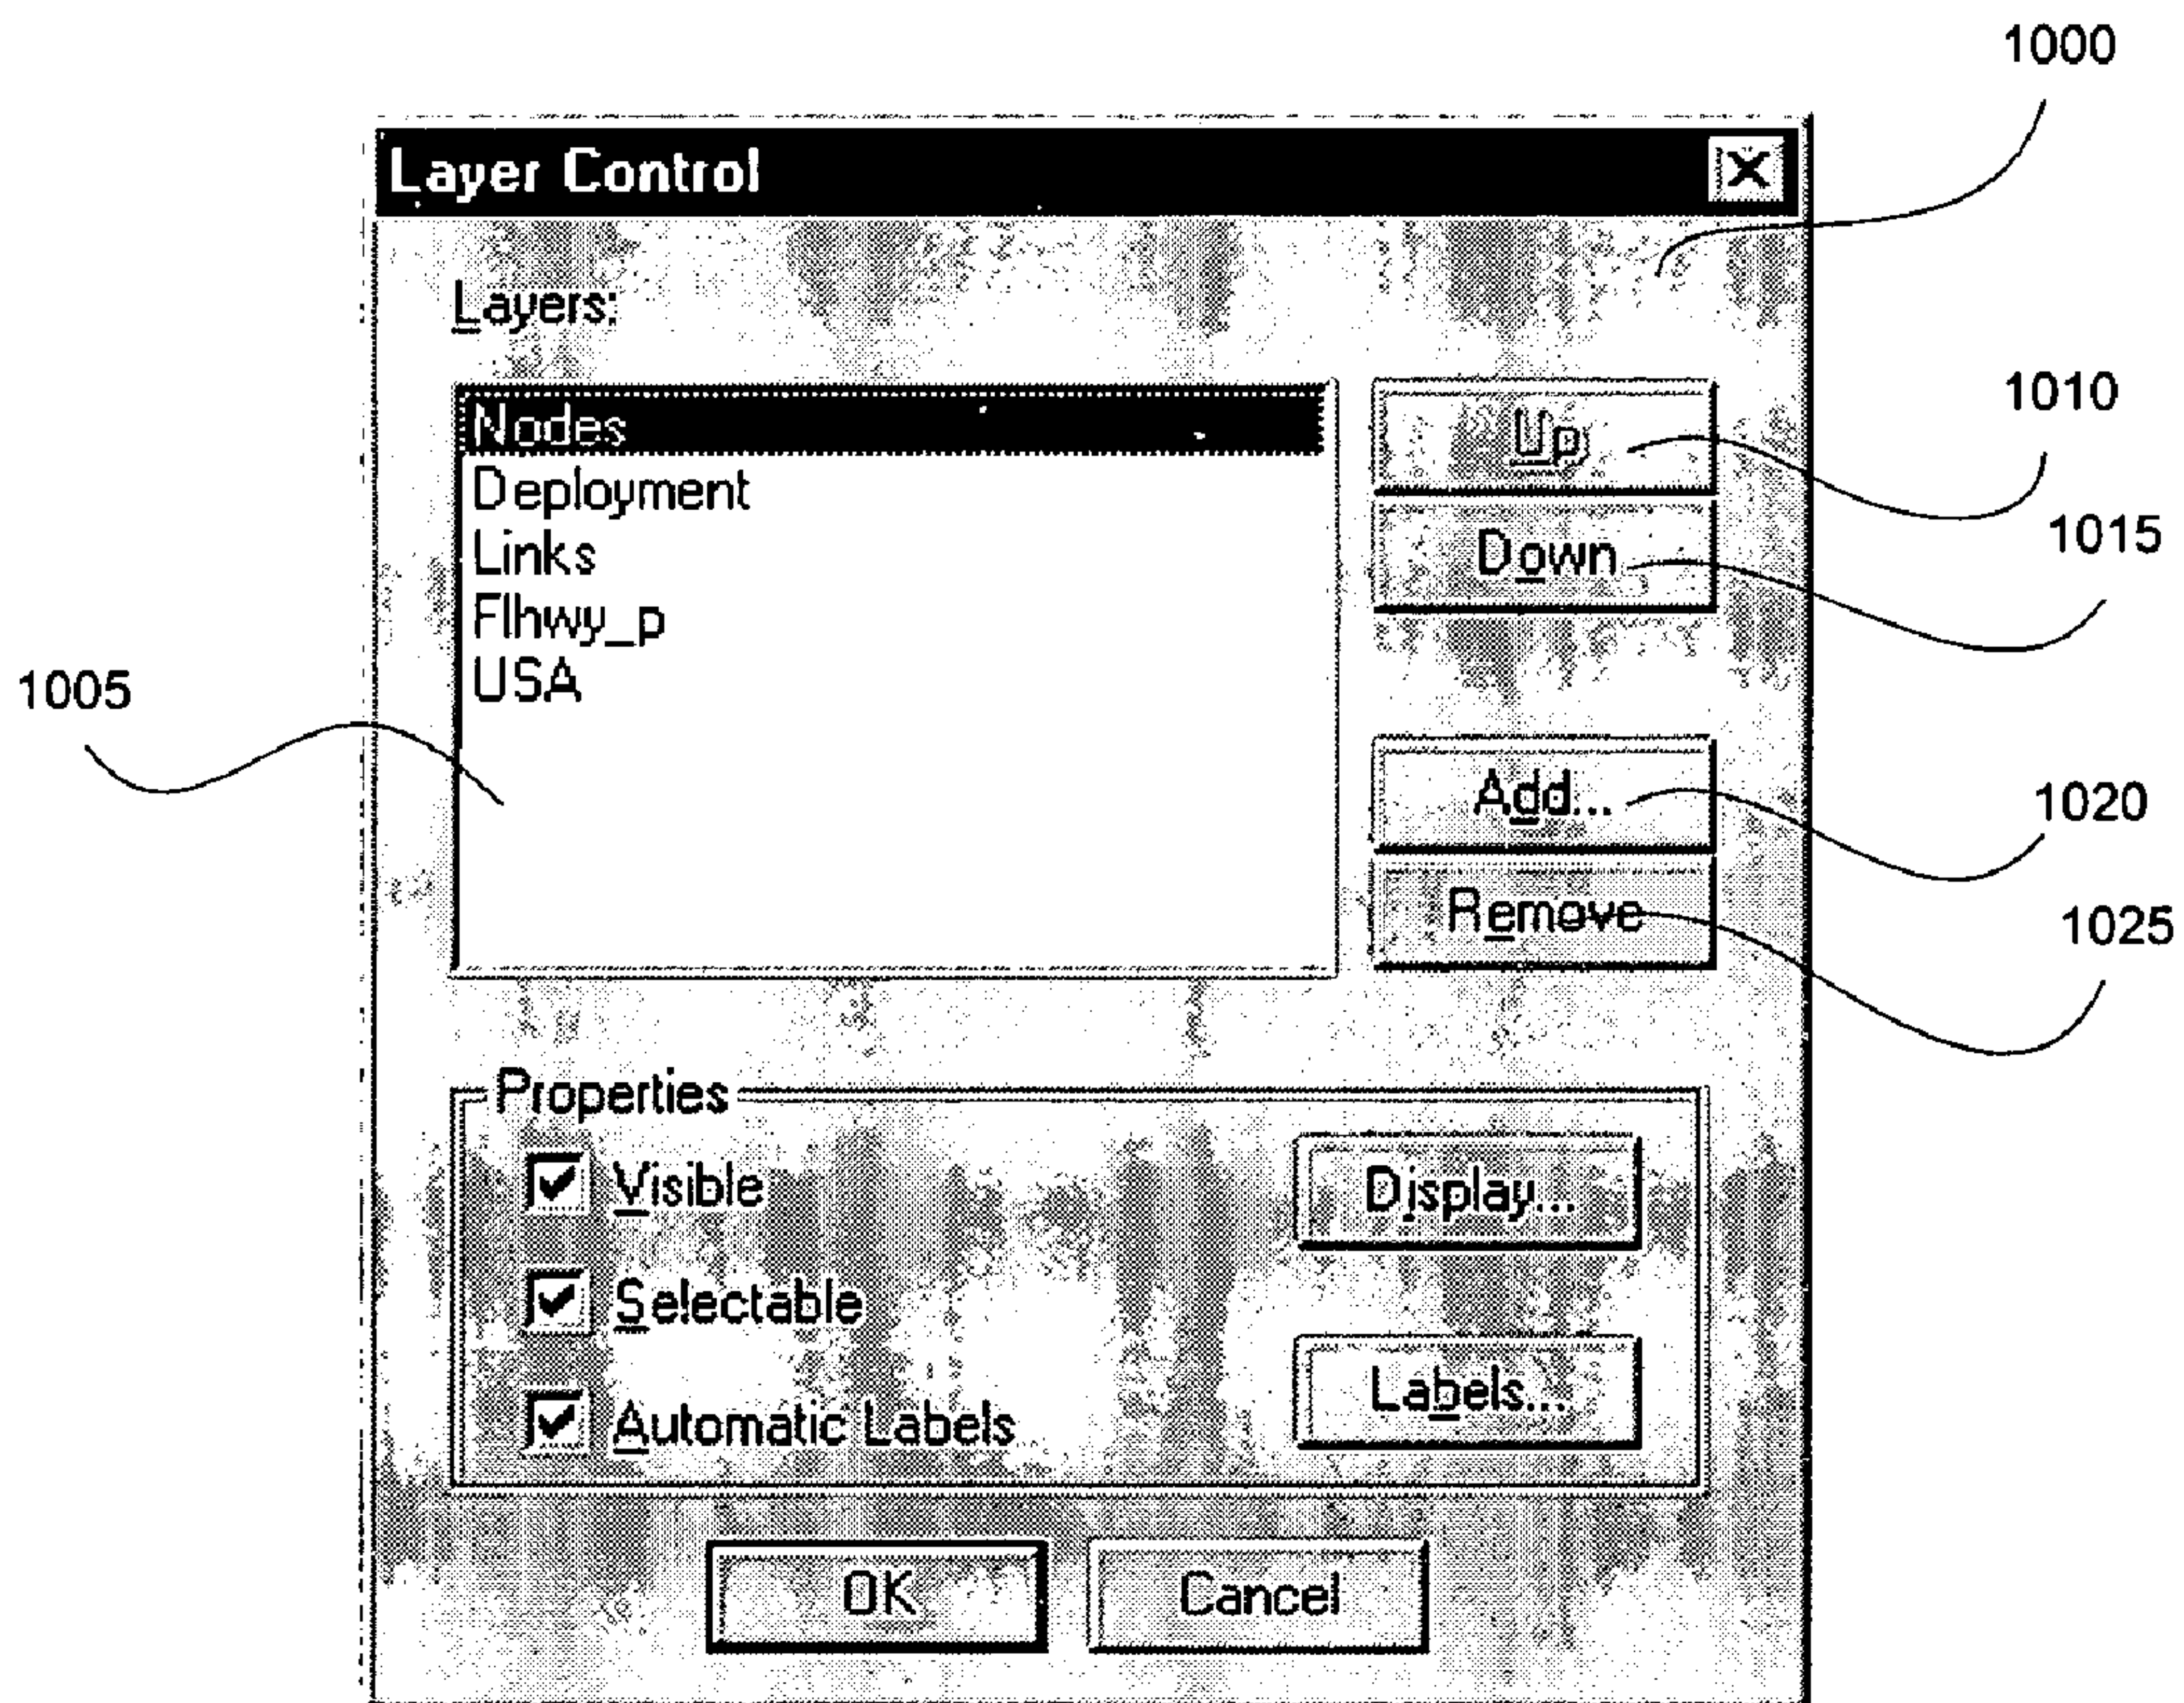 1000
Layer Control
Layers:
Nodes
Deployment
Links
Flhwy_p
USA
Up
1010
Down
1015
1005
Add...
1020
Remove
1025
Properties
Visible
Display...
Selectable
Labels...
Automatic Labels
OK
Cancel